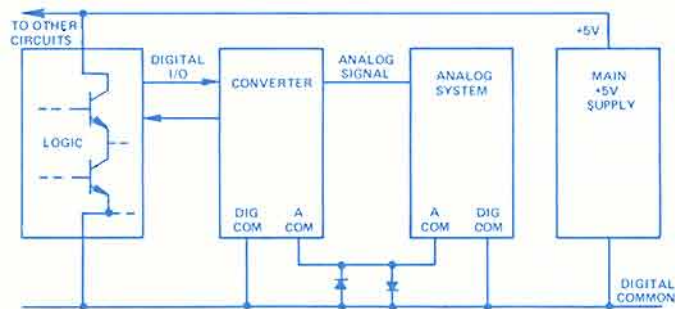 TO OTHER
CIRCUITS
+5V
DIGITAL
I/O
LOGIC
CONVERTER
ANALOG
SIGNAL
ANALOG
SYSTEM
MAIN
+5V
SUPPLY
DIG
COM
A
COM
A
COM
DIG
COM
DIGITAL
COMMON